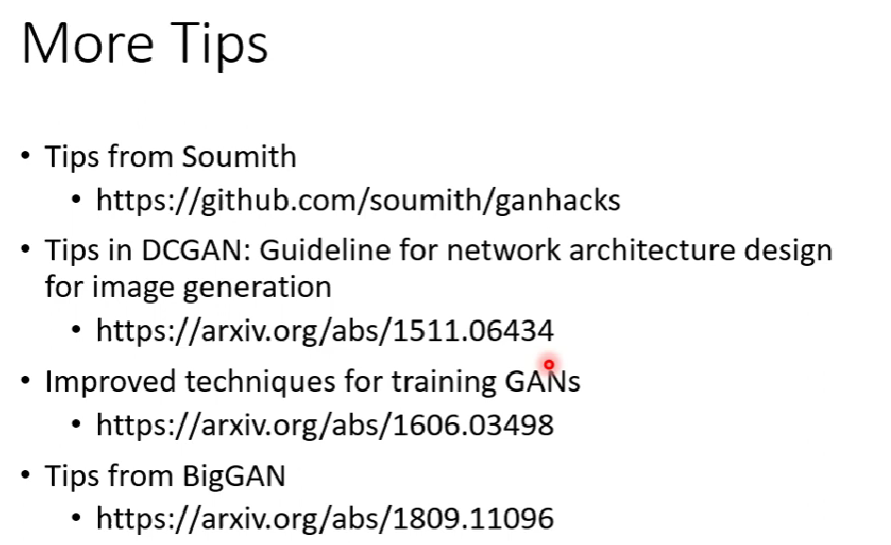 More Tips
• Tips from Soumith
• https://github.com/soumith/ganhacks
• Tips in DCGAN: Guideline for network architecture design
for image generation
• https://arxiv.org/abs/1511.06434
• Improved techniques for training GANs
• https://arxiv.org/abs/1606.03498
• Tips from BigGAN
• https://arxiv.org/abs/1809.11096